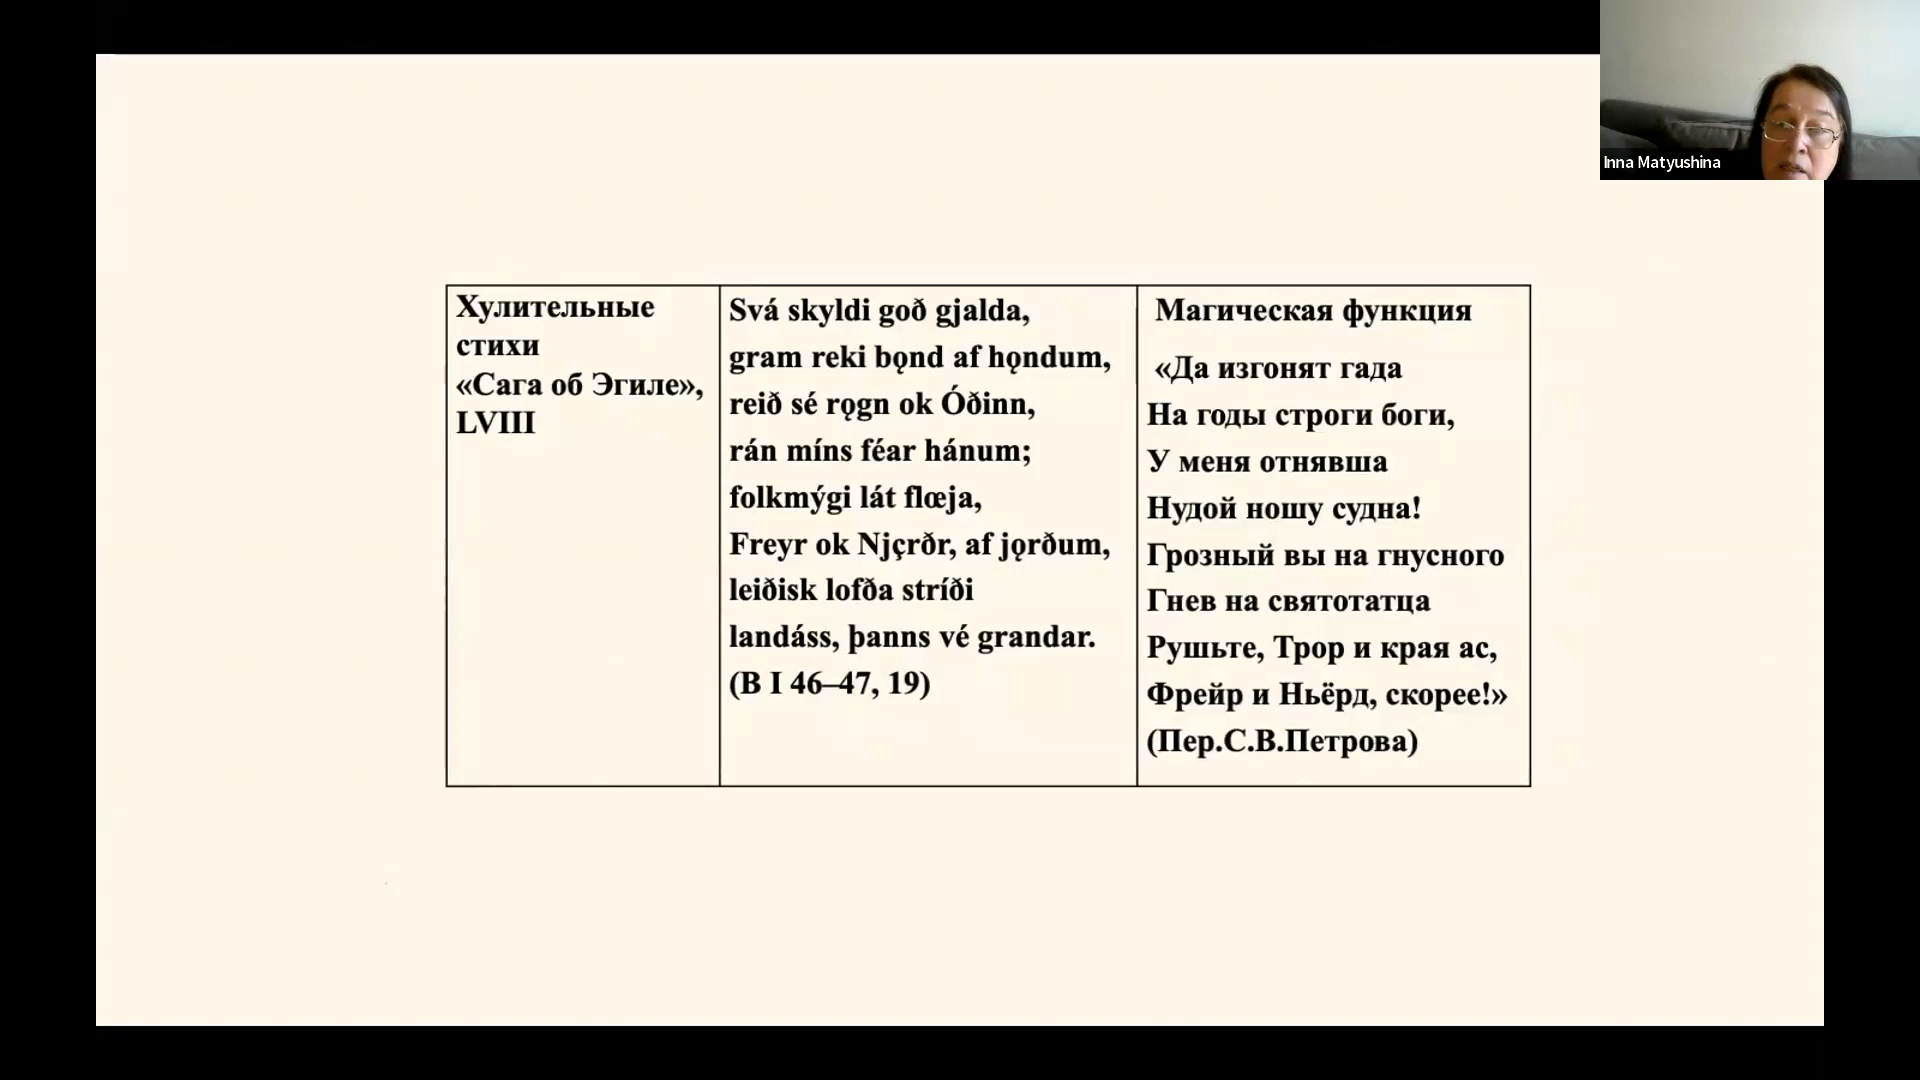 Inna Matyushina
Хулительные
стихи
«Сага об Эгиле»,
LVIII
Svá skyldi goð gjalda,
gram reki bǫnd af hǫndum,
reið sé rǫgn ok Óðinn,
rán míns féar hánum;
folkmýgi lát flœja,
Freyr ok Njçrðr, af jǫrðum,
leiðisk lofða stríði
landáss, þanns vé grandar.
(B I 46–47, 19)
Магическая функция
«Да изгонят гада
На годы строги боги,
У меня отнявша
Нудой ношу судна!
Грозный вы на гнусного
Гнев на святотатца
Рушьте, Трор и края ас,
Фрейр и Ньёрд, скорее!»
(Пер.С.В.Петрова)